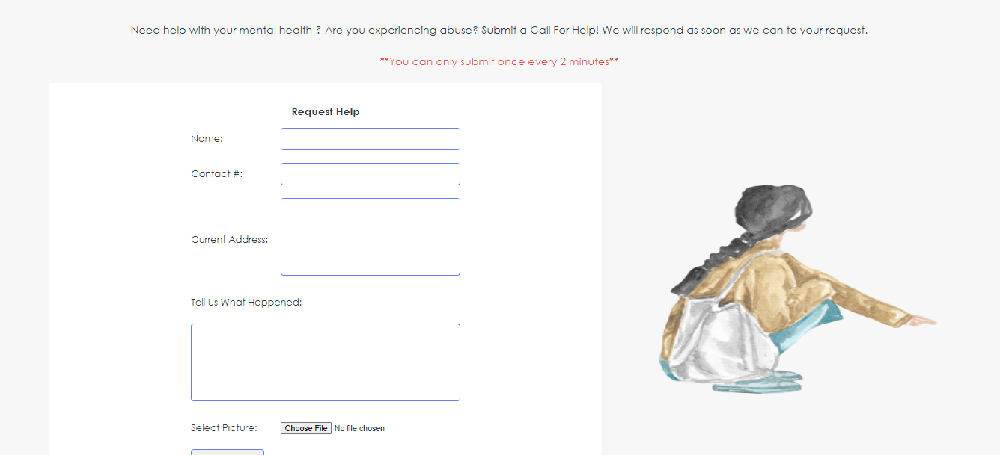 Need help with your mental health ? Are you experiencing abuse? Submit a Call For Help! We will respond as soon as we can to your request.
**You can only submit once every 2 minutes**
Request Help
Name:
Contact #:
Current Address:
Tell Us What Happened:
Select Picture: Choose File No file chosen